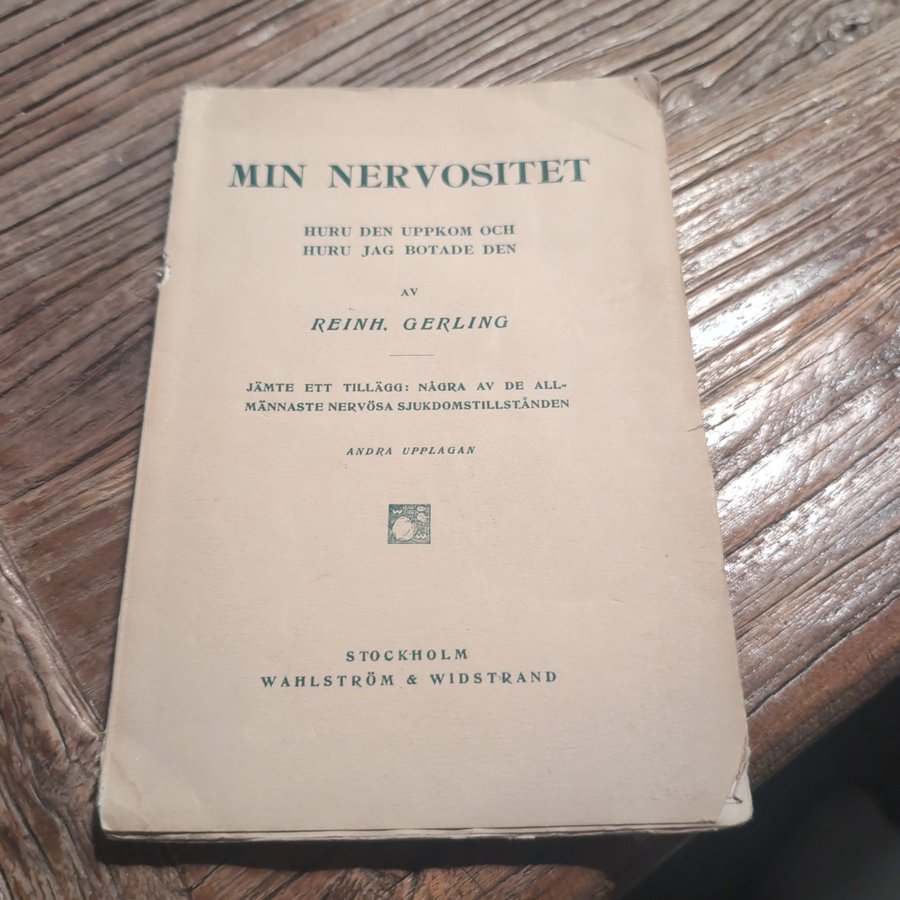 MIN NERVOSITET
HURU DEN UPPKOM OCH
HURU JAG BOTADE DEN
AV
REINH. GERLING
JÄMTE ETT TILLÄGG: NÅGRA AV DE ALL-
MÄNNASTE NERVÖSA SJUKDOMSTILLSTÅNDEN
ANDRA UPPLAGAN
STOCKHOLM
WAHLSTRÖM & WIDSTRAND